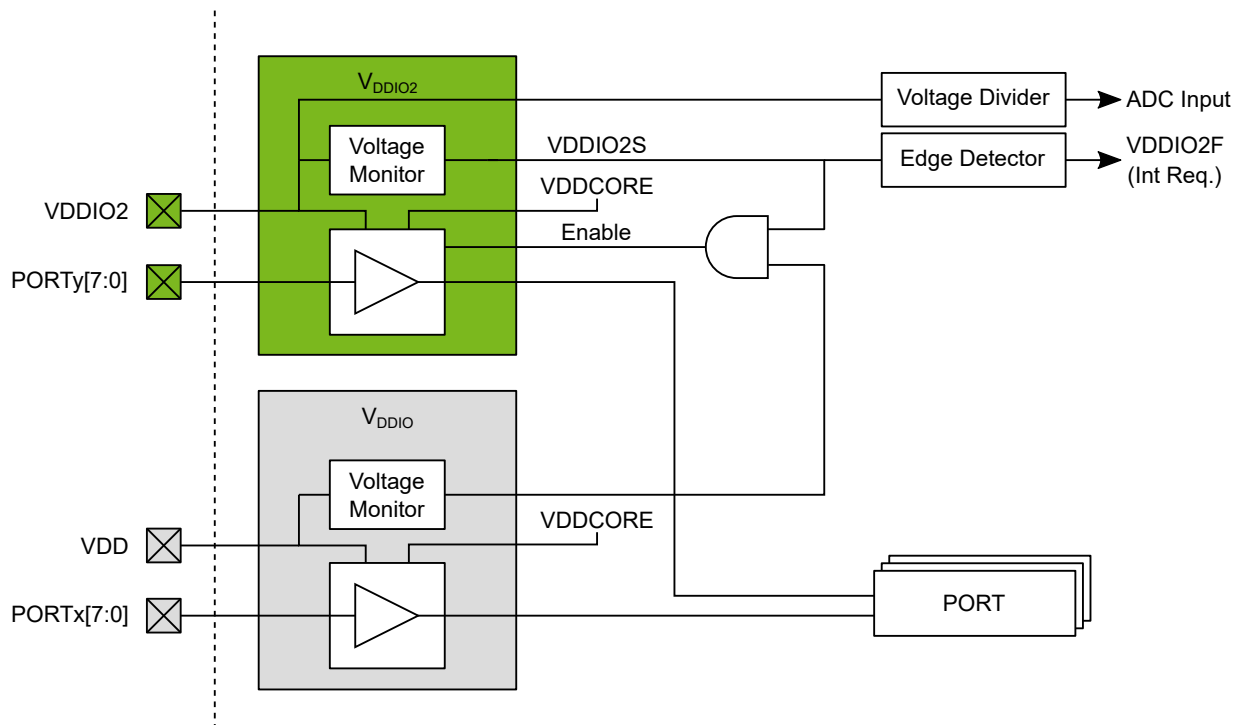 VDDIO2
Voltage Divider
ADC Input
Voltage
Monitor
VDDIO2S
Edge Detector
VDDIO2F
(Int Req.)
VDDCORE
VDDIO2
Enable
PORTy[7:0]
VDDIO
Voltage
Monitor
VDDCORE
VDD
PORTx[7:0]
PORT